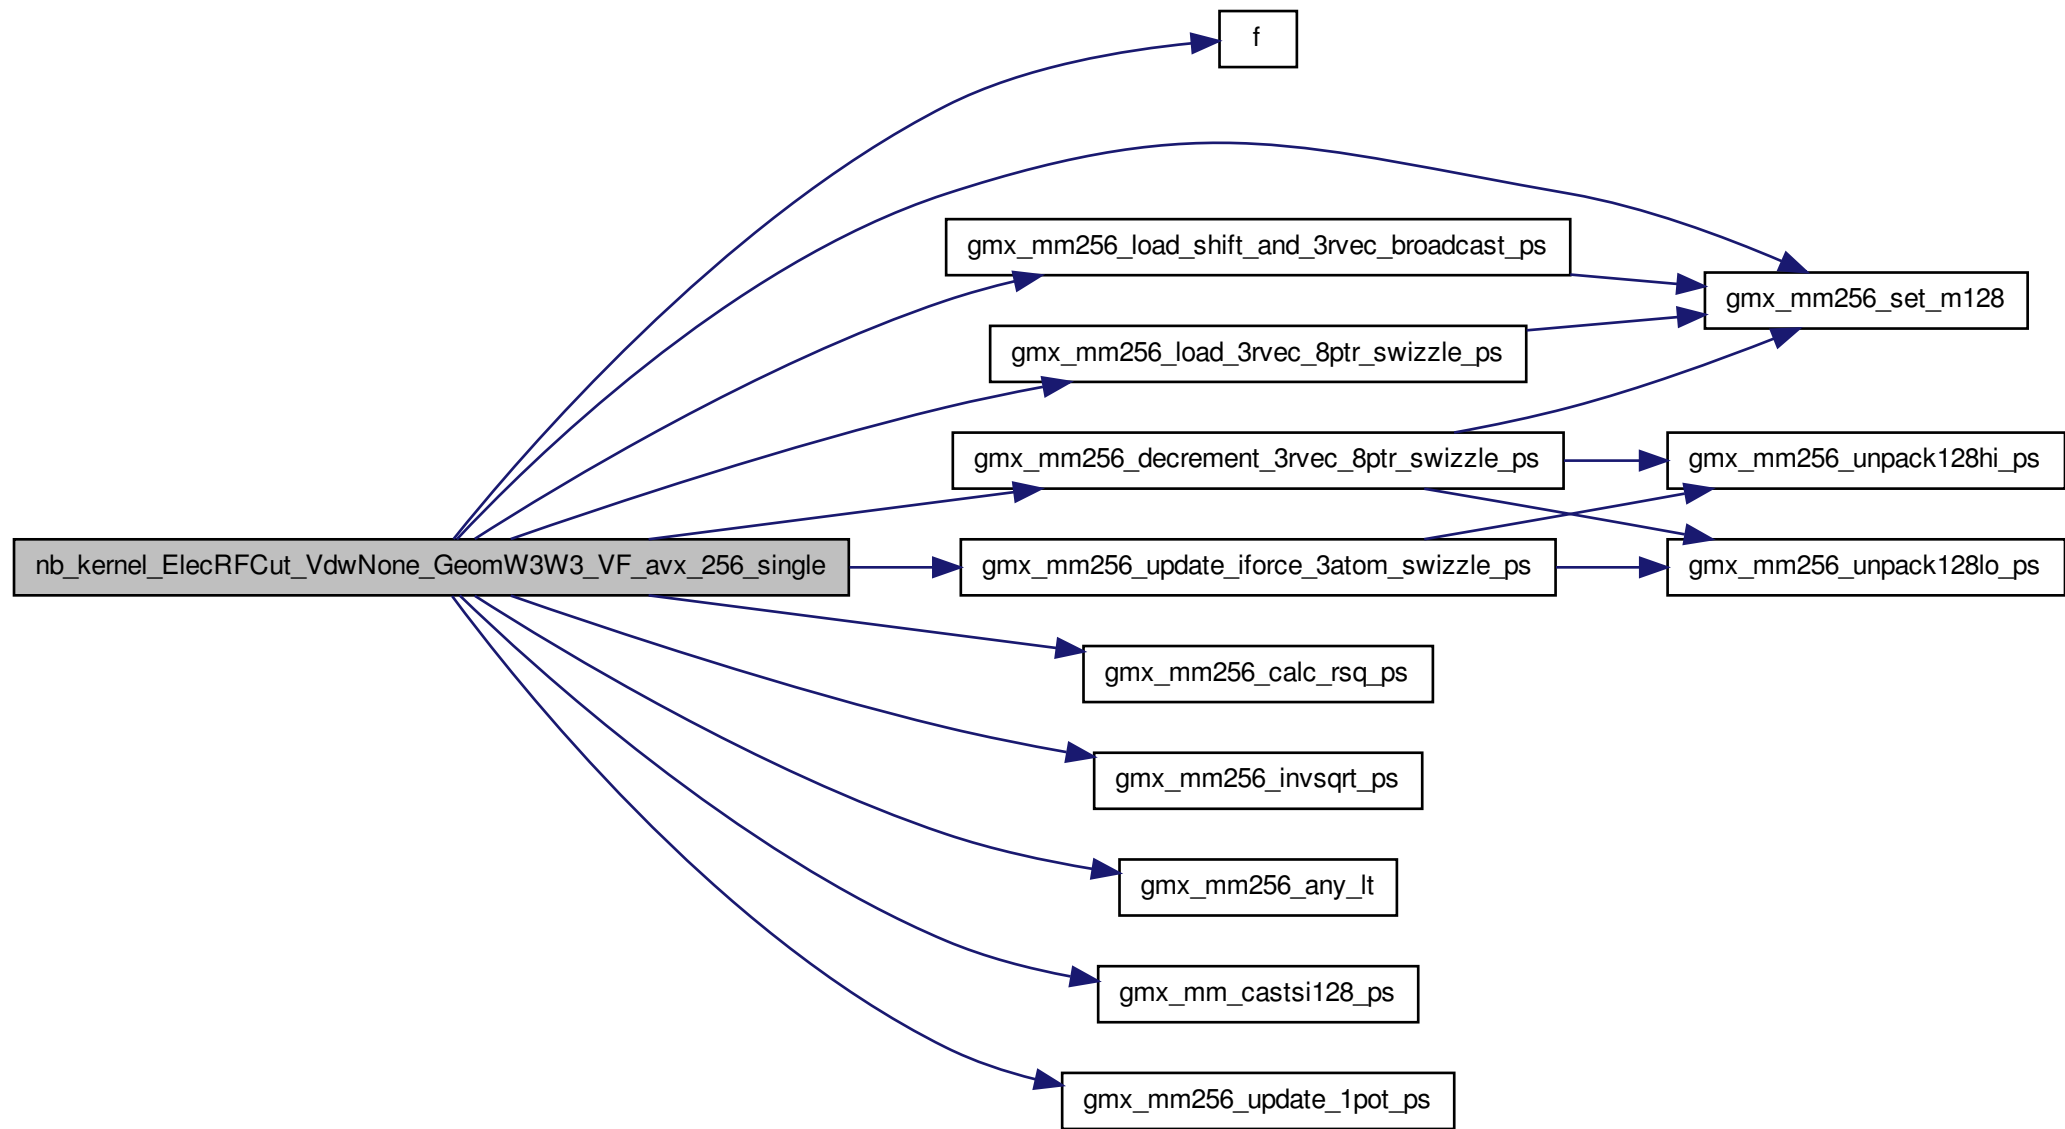 f
gmx_mm256_load_shift_and_3rvec_broadcast_ps
gmx_mm256_set_m128
gmx_mm256_load_3rvec_8ptr_swizzle_ps
gmx_mm256_decrement_3rvec_8ptr_swizzle_ps
gmx_mm256_unpack128hi_ps
nb_kernel_ElecRFCut_VdwNone_GeomW3W3_VF_avx_256_single
gmx_mm256_update_iforce_3atom_swizzle_ps
gmx_mm256_unpack128lo_ps
gmx_mm256_calc_rsq_ps
gmx_mm256_invsqrt_ps
gmx_mm256_any_lt
gmx_mm_castsi128_ps
gmx_mm256_update_1pot_ps